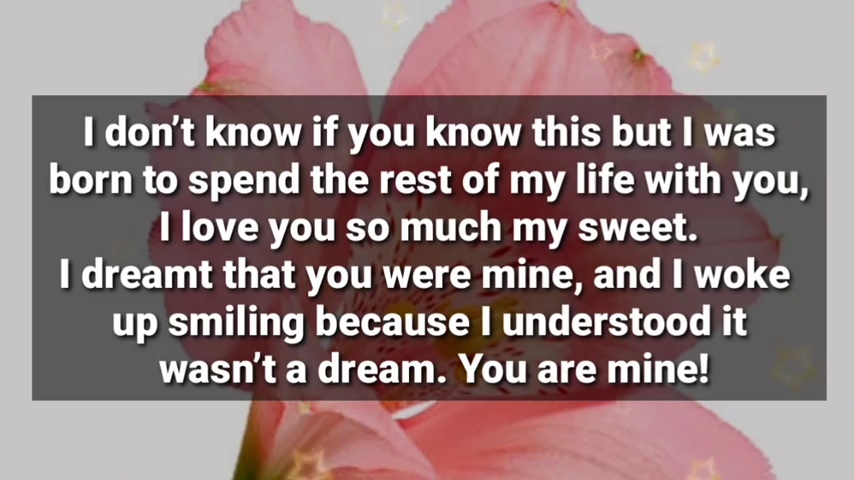 I don’t know if you know this but I was
born to spend the rest of my life with you,
I love you so much my sweet.
I dreamt that you were mine, and I woke
up smiling because I understood it
wasn’t a dream. You are mine!